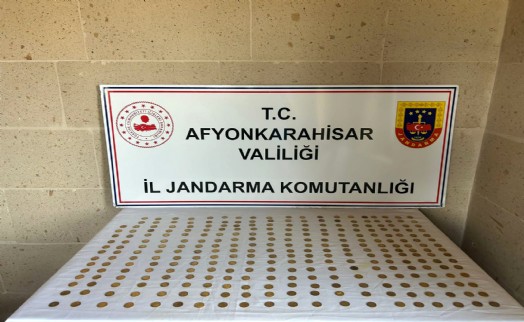 T.C.
AFYONKARAHİSAR
VALİLİĞİ
İL JANDARMA KOMUTANLIĞI